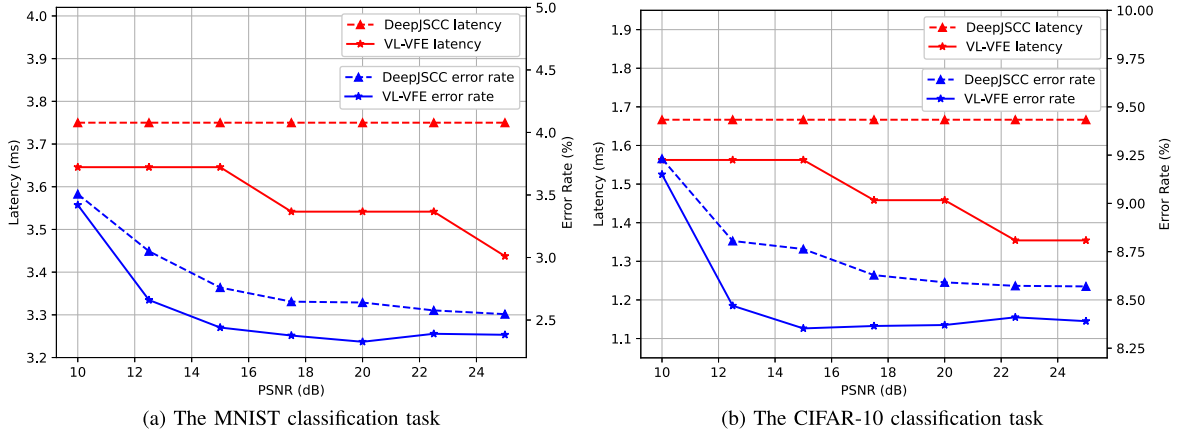 4.0
3.9
3.8
3.7
3.6
3.5
3.4
3.3
3.2
Latency (ms)
5.0
4.5
4.0
3.5
3.0
2.5
Error Rate (%)
DeepJSCC latency
VL-VFE latency
DeepJSCC error rate
VL-VFE error rate
10 12 14 16 18 20 22 24
PSNR (dB)
(a) The MNIST classification task
1.9
1.8
1.7
1.6
1.5
1.4
1.3
1.2
1.1
Latency (ms)
10.00
9.75
9.50
9.25
9.00
8.75
8.50
8.25
Error Rate (%)
DeepJSCC latency
VL-VFE latency
DeepJSCC error rate
VL-VFE error rate
10 12 14 16 18 20 22 24
PSNR (dB)
(b) The CIFAR-10 classification task